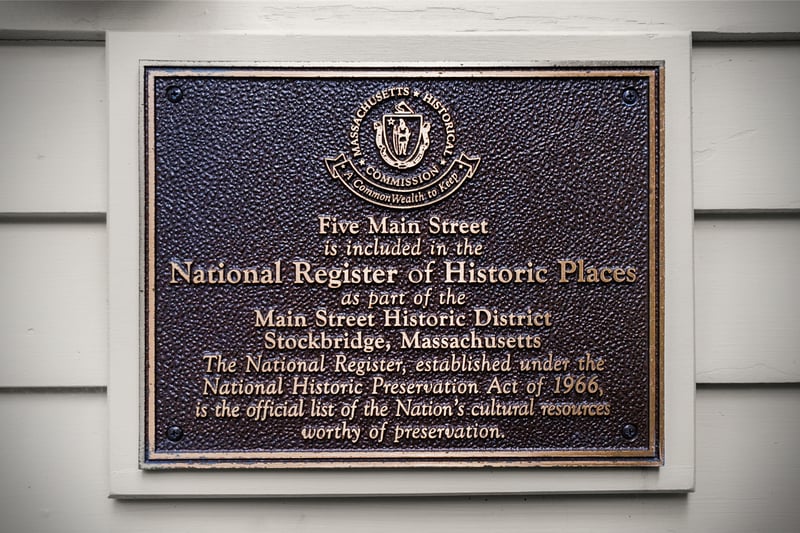 MASSACHUSETTS ★ HISTORICAL ★ COMMISSION ★
A CommonWealth to Keep
Five Main Street
is included in the
National Register of Historic Places
as part of the
Main Street Historic District
Stockbridge, Massachusetts
The National Register, established under the
National Historic Preservation Act of 1966,
is the official list of the Nation's cultural resources
worthy of preservation.